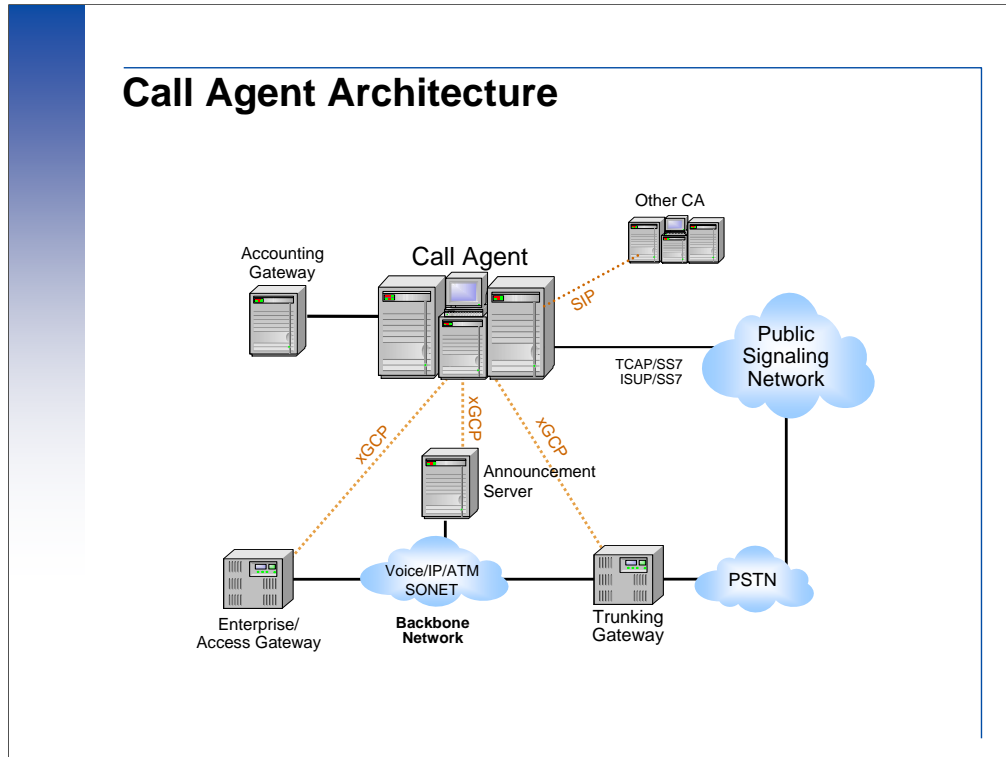 Call Agent Architecture
Other CA
Accounting
Gateway
Call Agent
SIP
Public
Signaling
Network
TCAP/SS7
ISUP/SS7
xGCP
xGCP
xGCP
Announcement
Server
Voice/IP/ATM
SONET
PSTN
Enterprise/
Access Gateway
Backbone
Network
Trunking
Gateway